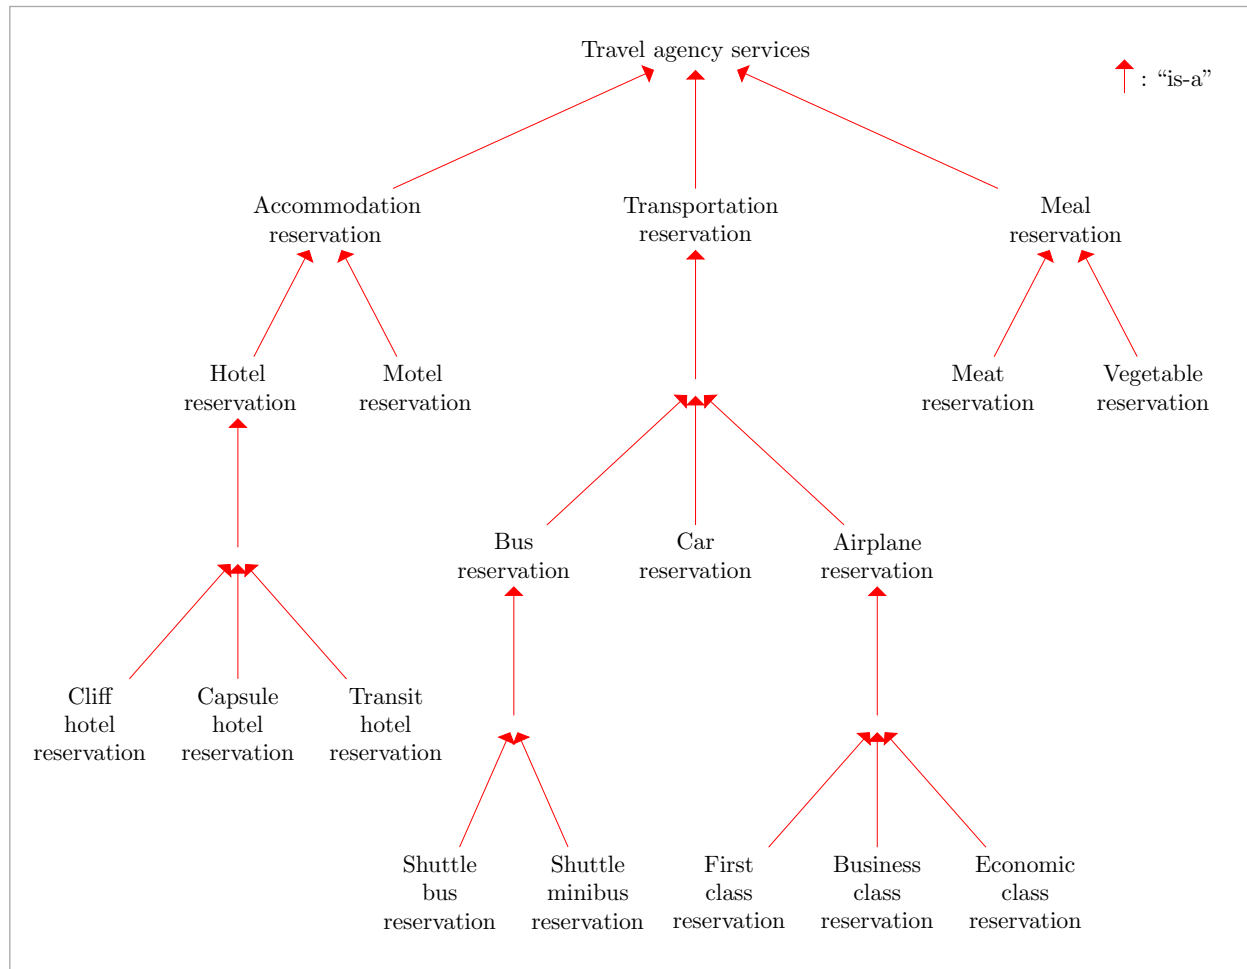 Travel agency services
: “is-a”
Accommodation
reservation
Transportation
reservation
Meal
reservation
Hotel
reservation
Motel
reservation
Meat
reservation
Vegetable
reservation
Bus
reservation
Car
reservation
Airplane
reservation
Cliff
hotel
reservation
Capsule
hotel
reservation
Transit
hotel
reservation
Shuttle
bus
reservation
Shuttle
minibus
reservation
First
class
reservation
Business
class
reservation
Economic
class
reservation